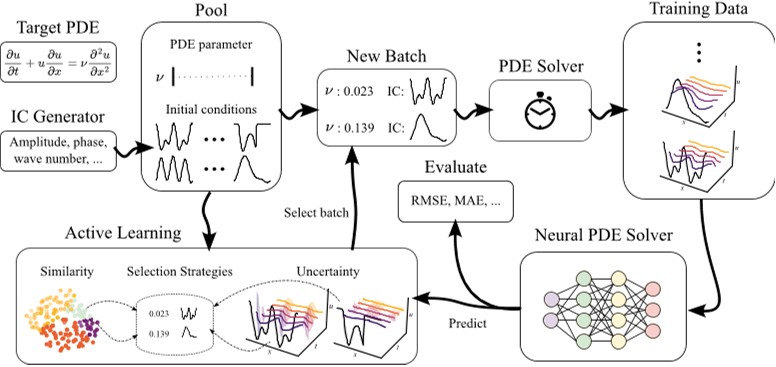 Target PDE
∂u/∂t + u ∂u/∂x = ν ∂²u/∂x²
IC Generator
Amplitude, phase,
wave number, ...
Pool
PDE parameter
ν
Initial conditions
...
...
New Batch
ν : 0.023 IC:
ν : 0.139 IC:
PDE Solver
Training Data
u
x
t
u
x
t
Select batch
Evaluate
RMSE, MAE, ...
Neural PDE Solver
Predict
Active Learning
Similarity
Selection Strategies
Uncertainty
0.023
0.139
u
x
t
u
x
t